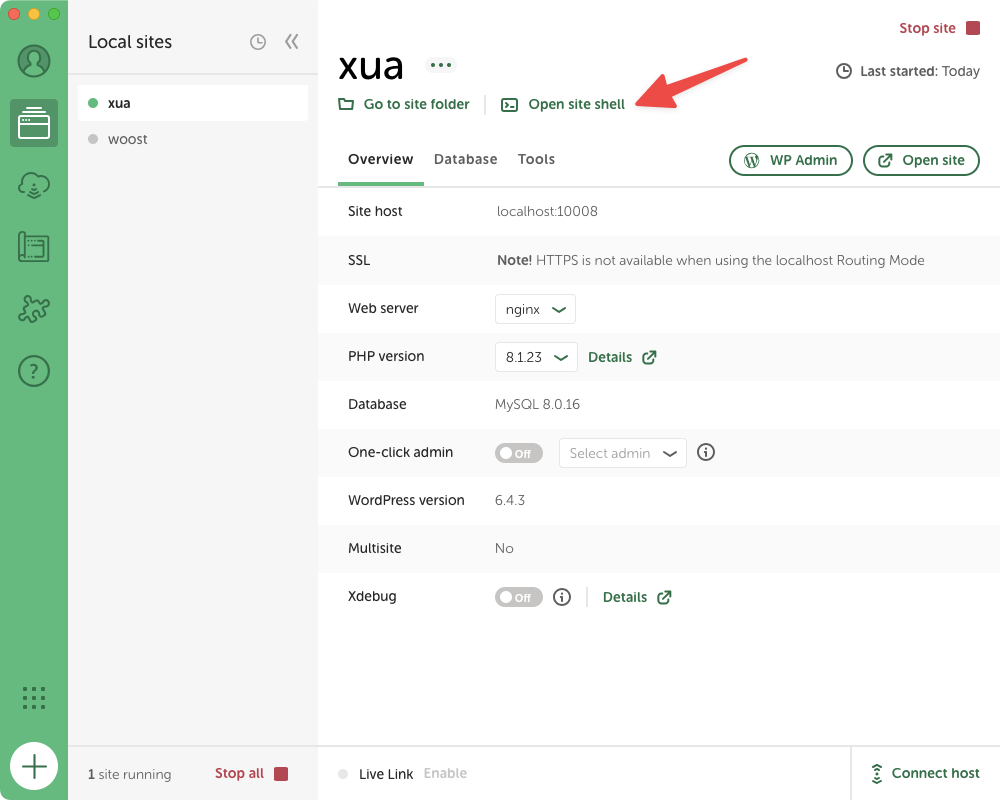 Local sites
xua
woost
1 site running
Stop all
Stop site
xua
Last started: Today
Go to site folder
Open site shell
Overview
Database
Tools
WP Admin
Open site
Site host
localhost:10008
SSL
Note! HTTPS is not available when using the localhost Routing Mode
Web server
nginx
PHP version
8.1.23
Details
Database
MySQL 8.0.16
One-click admin
Off
Select admin
WordPress version
6.4.3
Multisite
No
Xdebug
Off
Details
Live Link
Enable
Connect host